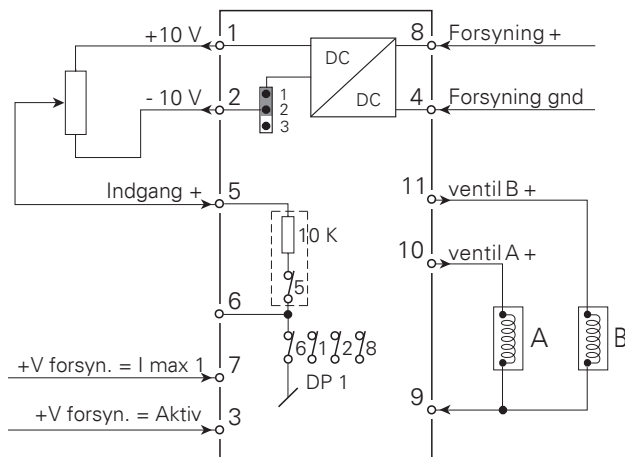 +10 V
1
DC
DC
8
Forsyning +
- 10 V
2
1
2
3
4
Forsyning gnd
Indgang +
5
10 K
5
11
ventil B +
10
ventil A +
6
6
1
2
8
DP 1
A
B
+V forsyn. = I max 1
7
9
+V forsyn. = Aktiv
3